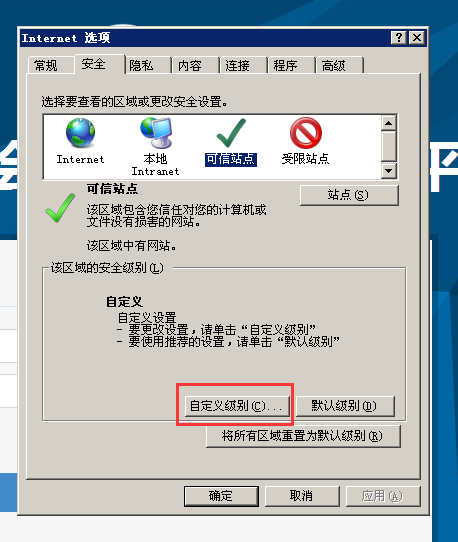 Internet 选项
常规 安全 隐私 内容 连接 程序 高级
选择要查看的区域或更改安全设置。
Internet 本地 Intranet 可信站点 受限站点
可信站点
站点(S)
该区域包含您信任对您的计算机或
文件没有损害的网站。
该区域中有网站。
该区域的安全级别(L)
自定义
自定义设置
- 要更改设置，请单击“自定义级别”
- 要使用推荐的设置，请单击“默认级别”
自定义级别(C)... 默认级别(D)
将所有区域重置为默认级别(R)
确定 取消 应用(A)